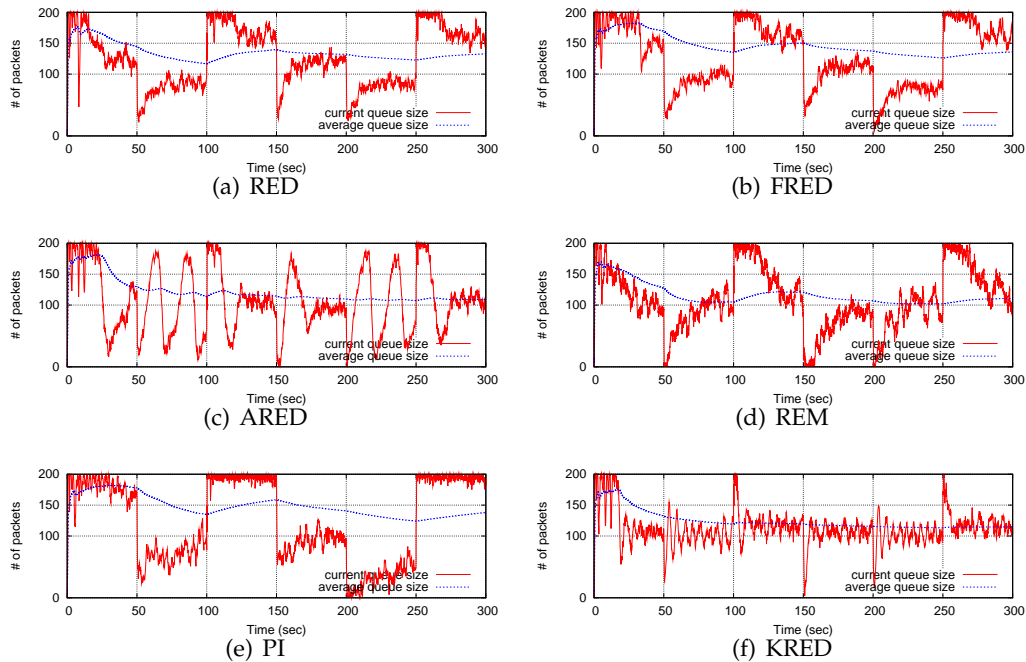 200
150
100
50
0
# of packets
current queue size
average queue size
0 50 100 150 200 250 300
Time (sec)
(a) RED
200
150
100
50
0
# of packets
current queue size
average queue size
0 50 100 150 200 250 300
Time (sec)
(b) FRED
200
150
100
50
0
# of packets
current queue size
average queue size
0 50 100 150 200 250 300
Time (sec)
(c) ARED
200
150
100
50
0
# of packets
current queue size
average queue size
0 50 100 150 200 250 300
Time (sec)
(d) REM
200
150
100
50
0
# of packets
current queue size
average queue size
0 50 100 150 200 250 300
Time (sec)
(e) PI
200
150
100
50
0
# of packets
current queue size
average queue size
0 50 100 150 200 250 300
Time (sec)
(f) KRED